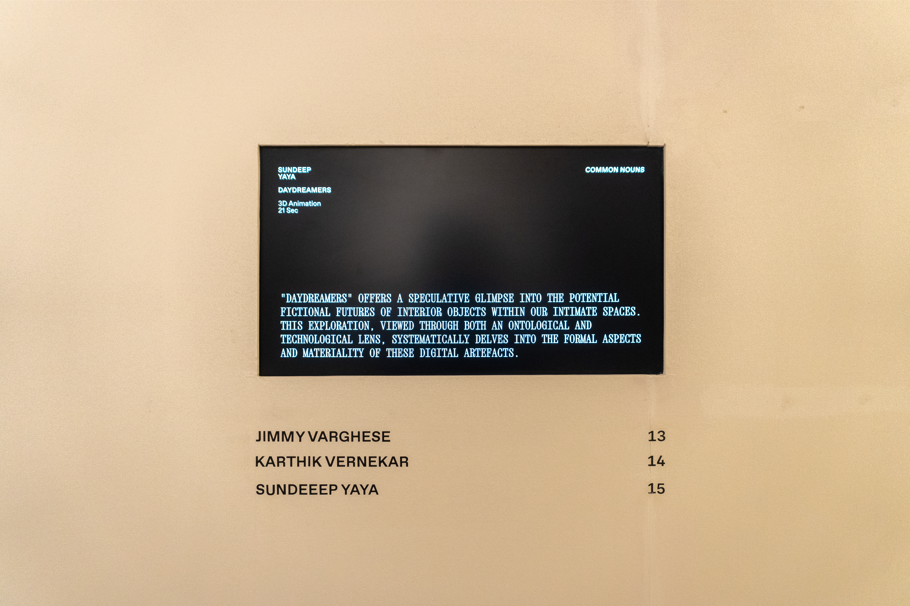 SUNDEEP
YAYA
COMMON NOUNS
DAYDREAMERS
3D Animation
21 Sec
"DAYDREAMERS" OFFERS A SPECULATIVE GLIMPSE INTO THE POTENTIAL
FICTIONAL FUTURES OF INTERIOR OBJECTS WITHIN OUR INTIMATE SPACES.
THIS EXPLORATION, VIEWED THROUGH BOTH AN ONTOLOGICAL AND
TECHNOLOGICAL LENS, SYSTEMATICALLY DELVES INTO THE FORMAL ASPECTS
AND MATERIALITY OF THESE DIGITAL ARTEFACTS.
JIMMY VARGHESE 13
KARTHIK VERNEKAR 14
SUNDEEEP YAYA 15